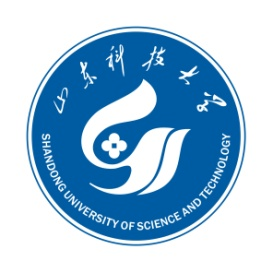 山东科技大学
SHANDONG UNIVERSITY OF SCIENCE AND TECHNOLOGY